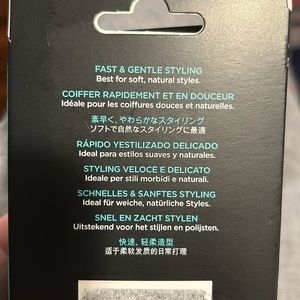 FAST & GENTLE STYLING
Best for soft, natural styles.
COIFFER RAPIDEMENT ET EN DOUCEUR
Idéale pour les coiffures douces et naturelles.
素早く、やわらかなスタイリング
ソフトで自然なスタイリングに最適
RÁPIDO YESTILIZADO DELICADO
Ideal para estilos suaves y naturales.
STYLING VELOCE E DELICATO
Ideale per stili morbidi e naturali.
SCHNELLES & SANFTES STYLING
Ideal für weiche, natürliche Styles.
SNEL EN ZACHT STYLEN
Uitstekend voor het stijlen en polijsten.
快速、轻柔造型
适于柔软发质的日常打理